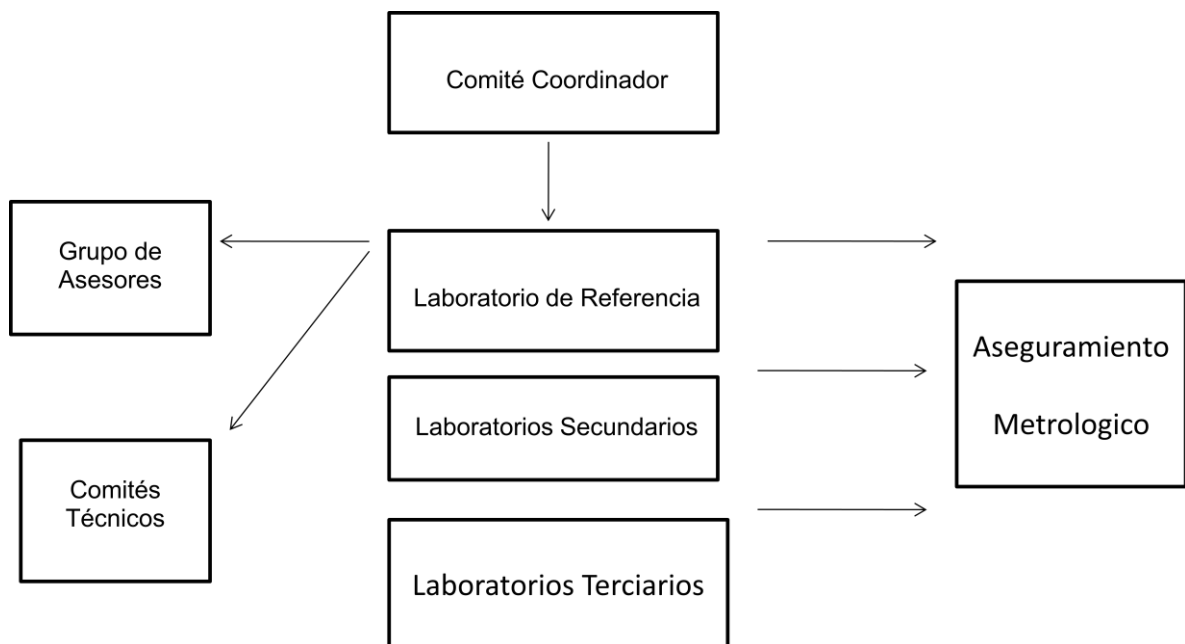 Comité Coordinador
Grupo de
Asesores
Laboratorio de Referencia
Aseguramiento
Metrologico
Laboratorios Secundarios
Comités
Técnicos
Laboratorios Terciarios